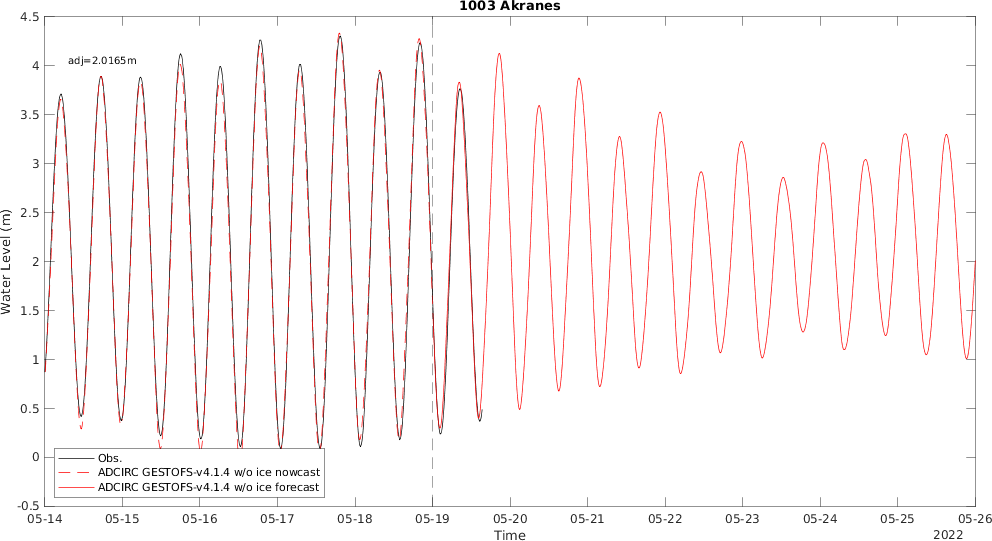 1003 Akranes
4.5
adj=2.0165m
4
3.5
3
2.5
2
1.5
1
0.5
0
-0.5
Water Level (m)
Obs.
ADCIRC GESTOFS-v4.1.4 w/o ice nowcast
ADCIRC GESTOFS-v4.1.4 w/o ice forecast
05-14 05-15 05-16 05-17 05-18 05-19 05-20 05-21 05-22 05-23 05-24 05-25 05-26
Time
2022